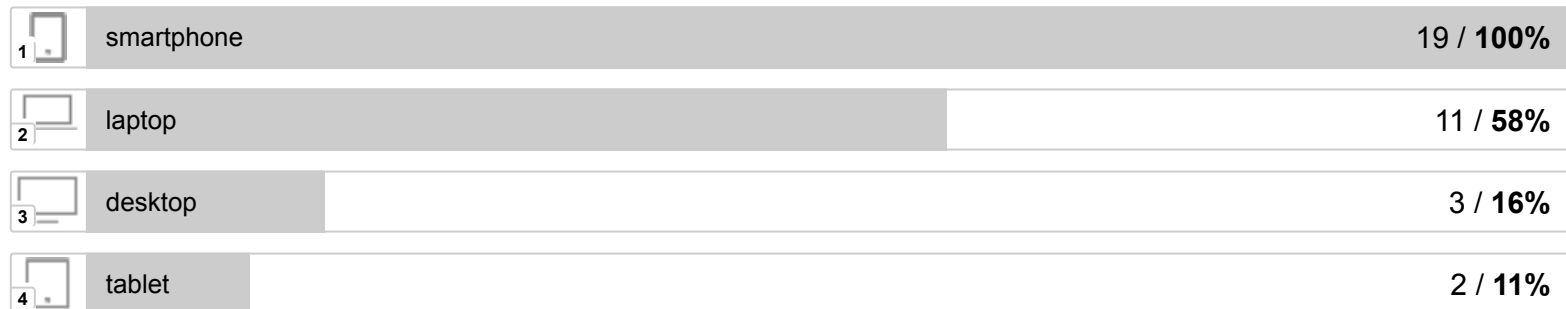 1 smartphone 19 / 100%
2 laptop 11 / 58%
3 desktop 3 / 16%
4 tablet 2 / 11%